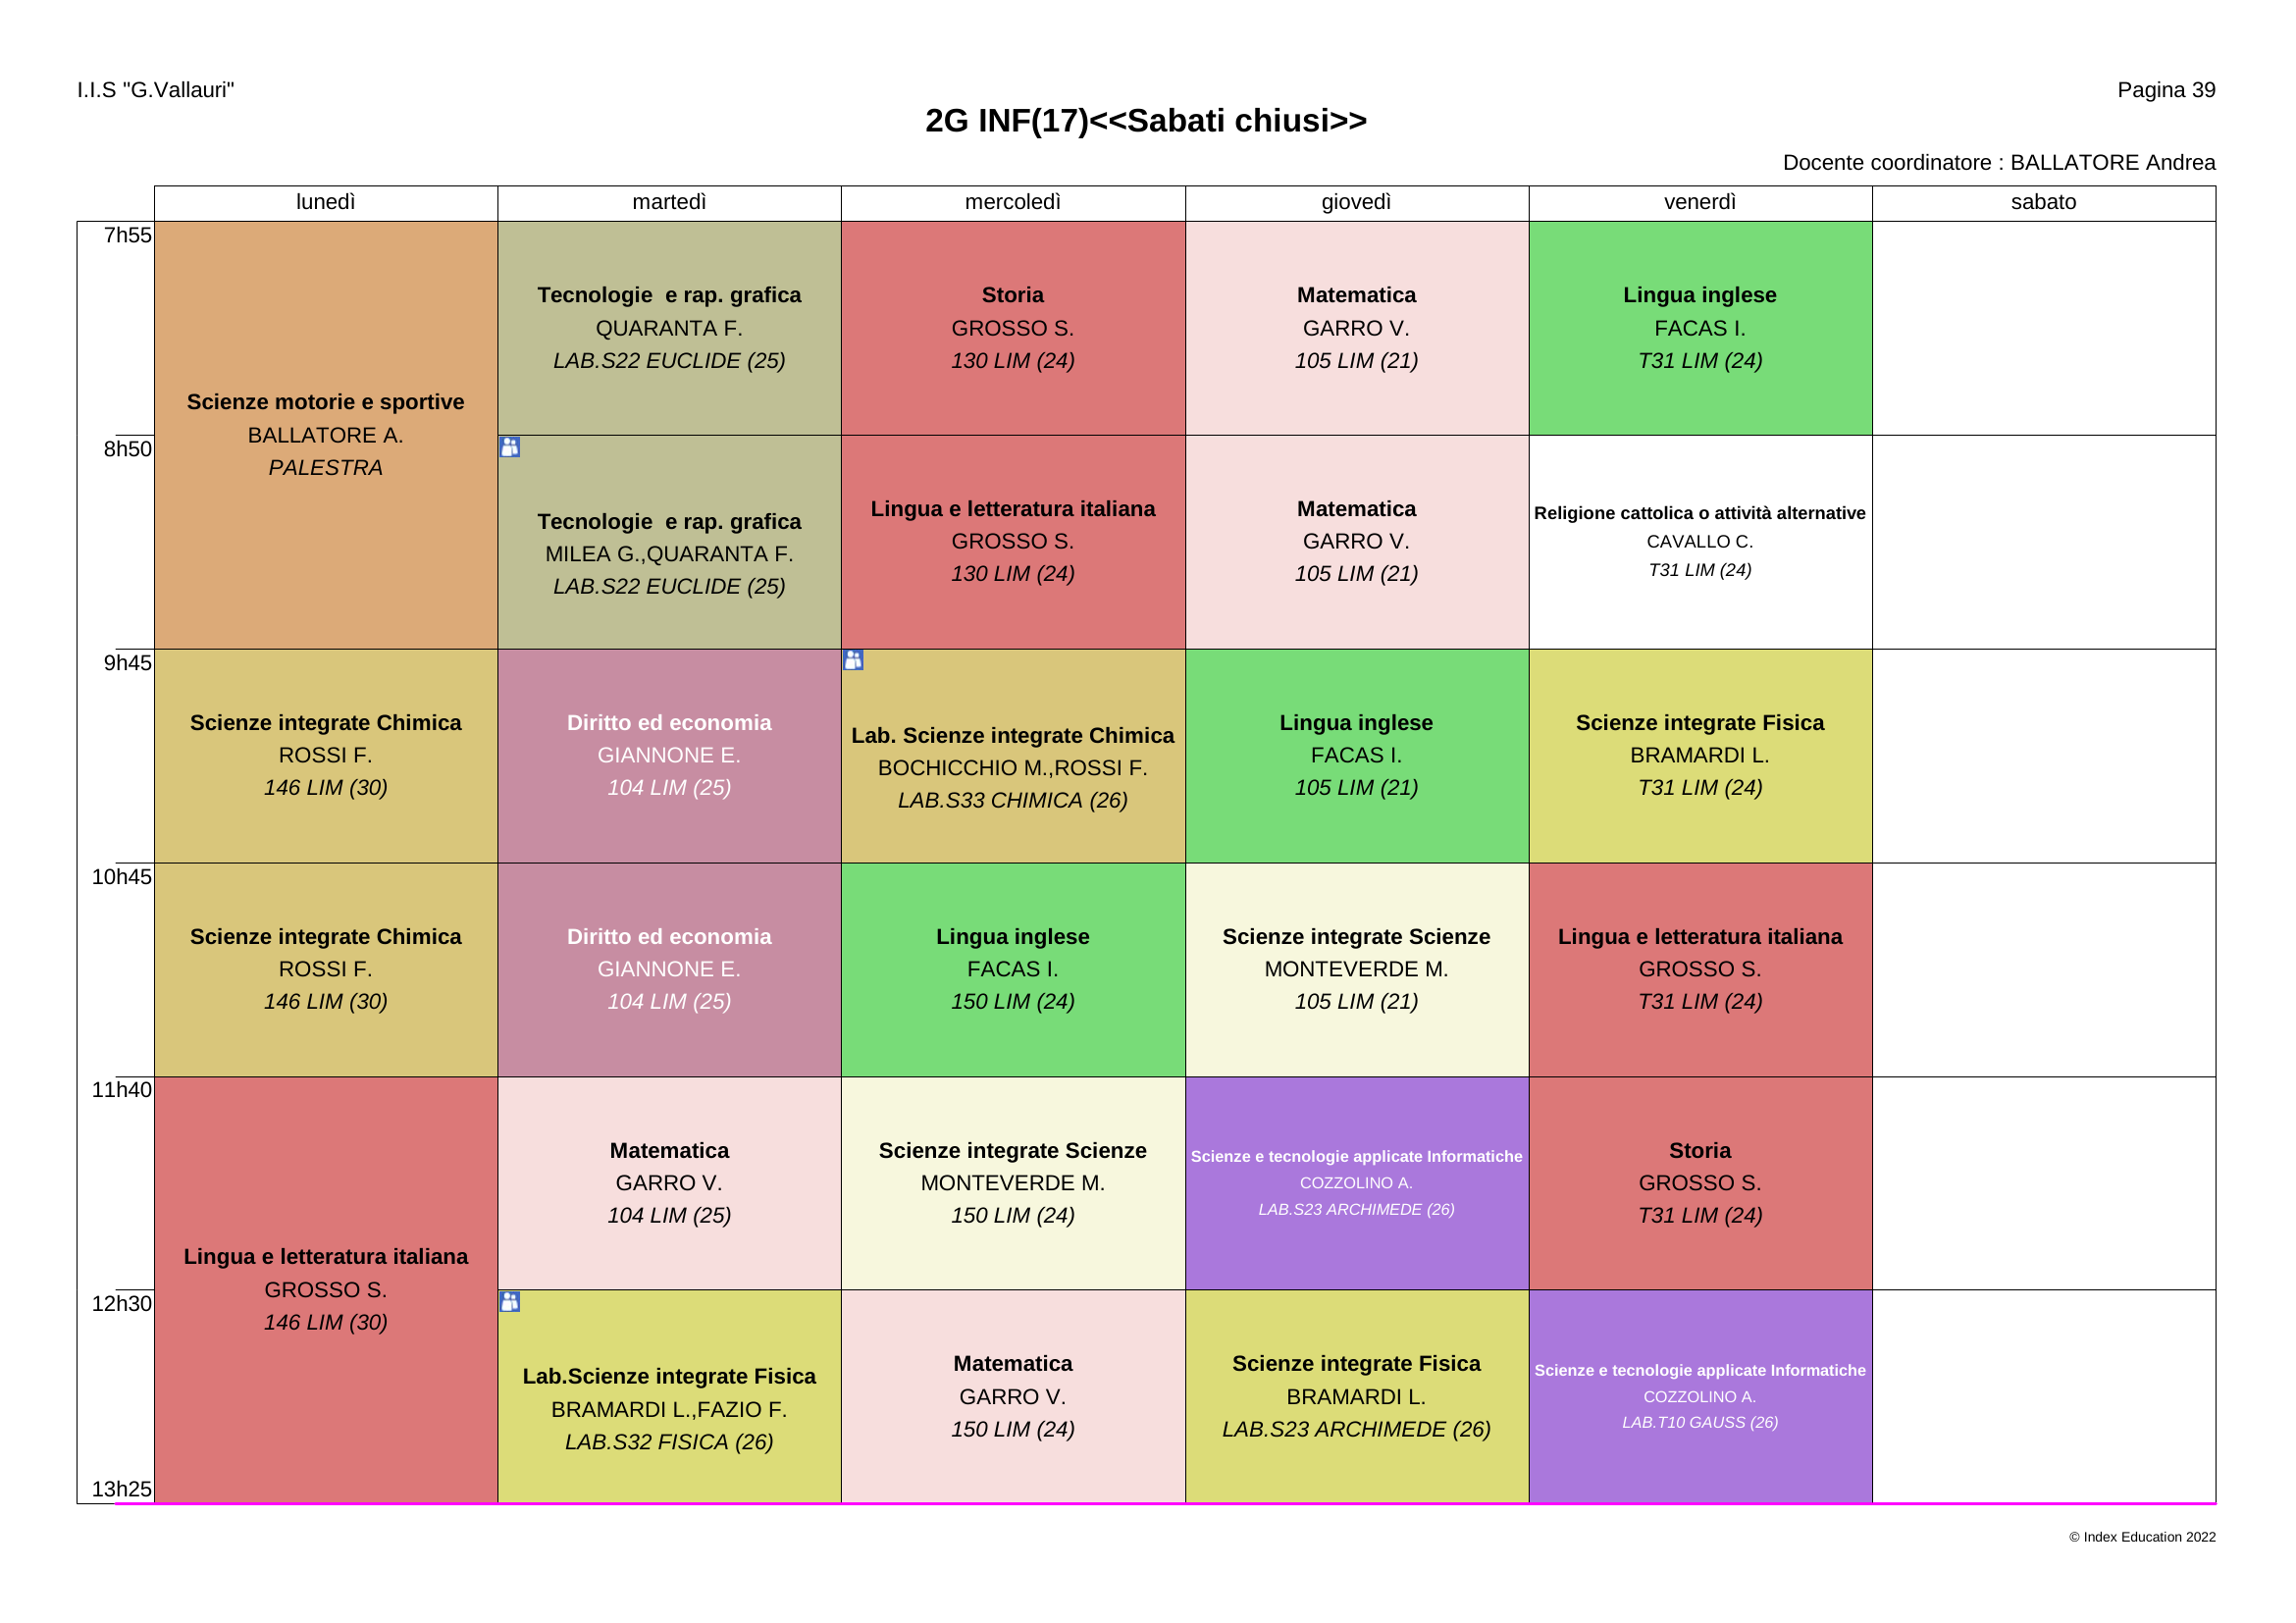 I.I.S "G.Vallauri"
Pagina 39
2G INF(17)<<Sabati chiusi>>
Docente coordinatore : BALLATORE Andrea
lunedì martedì mercoledì giovedì venerdì sabato
7h55
Scienze motorie e sportive
BALLATORE A.
PALESTRA
Tecnologie  e rap. grafica
QUARANTA F.
LAB.S22 EUCLIDE (25)
Storia
GROSSO S.
130 LIM (24)
Matematica
GARRO V.
105 LIM (21)
Lingua inglese
FACAS I.
T31 LIM (24)
8h50
Tecnologie  e rap. grafica
MILEA G.,QUARANTA F.
LAB.S22 EUCLIDE (25)
Lingua e letteratura italiana
GROSSO S.
130 LIM (24)
Matematica
GARRO V.
105 LIM (21)
Religione cattolica o attività alternative
CAVALLO C.
T31 LIM (24)
9h45
Scienze integrate Chimica
ROSSI F.
146 LIM (30)
Diritto ed economia
GIANNONE E.
104 LIM (25)
Lab. Scienze integrate Chimica
BOCHICCHIO M.,ROSSI F.
LAB.S33 CHIMICA (26)
Lingua inglese
FACAS I.
105 LIM (21)
Scienze integrate Fisica
BRAMARDI L.
T31 LIM (24)
10h45
Scienze integrate Chimica
ROSSI F.
146 LIM (30)
Diritto ed economia
GIANNONE E.
104 LIM (25)
Lingua inglese
FACAS I.
150 LIM (24)
Scienze integrate Scienze
MONTEVERDE M.
105 LIM (21)
Lingua e letteratura italiana
GROSSO S.
T31 LIM (24)
11h40
Lingua e letteratura italiana
GROSSO S.
146 LIM (30)
Matematica
GARRO V.
104 LIM (25)
Scienze integrate Scienze
MONTEVERDE M.
150 LIM (24)
Scienze e tecnologie applicate Informatiche
COZZOLINO A.
LAB.S23 ARCHIMEDE (26)
Storia
GROSSO S.
T31 LIM (24)
12h30
Lab.Scienze integrate Fisica
BRAMARDI L.,FAZIO F.
LAB.S32 FISICA (26)
Matematica
GARRO V.
150 LIM (24)
Scienze integrate Fisica
BRAMARDI L.
LAB.S23 ARCHIMEDE (26)
Scienze e tecnologie applicate Informatiche
COZZOLINO A.
LAB.T10 GAUSS (26)
13h25
© Index Education 2022